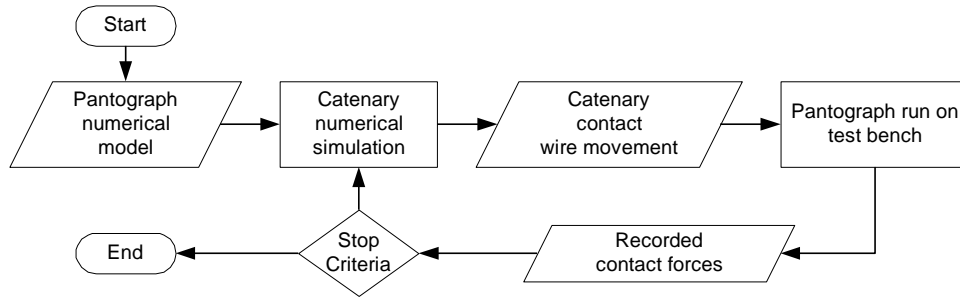 Start
Pantograph
numerical
model
Catenary
numerical
simulation
Catenary
contact
wire movement
Pantograph run on
test bench
End
Stop
Criteria
Recorded
contact forces